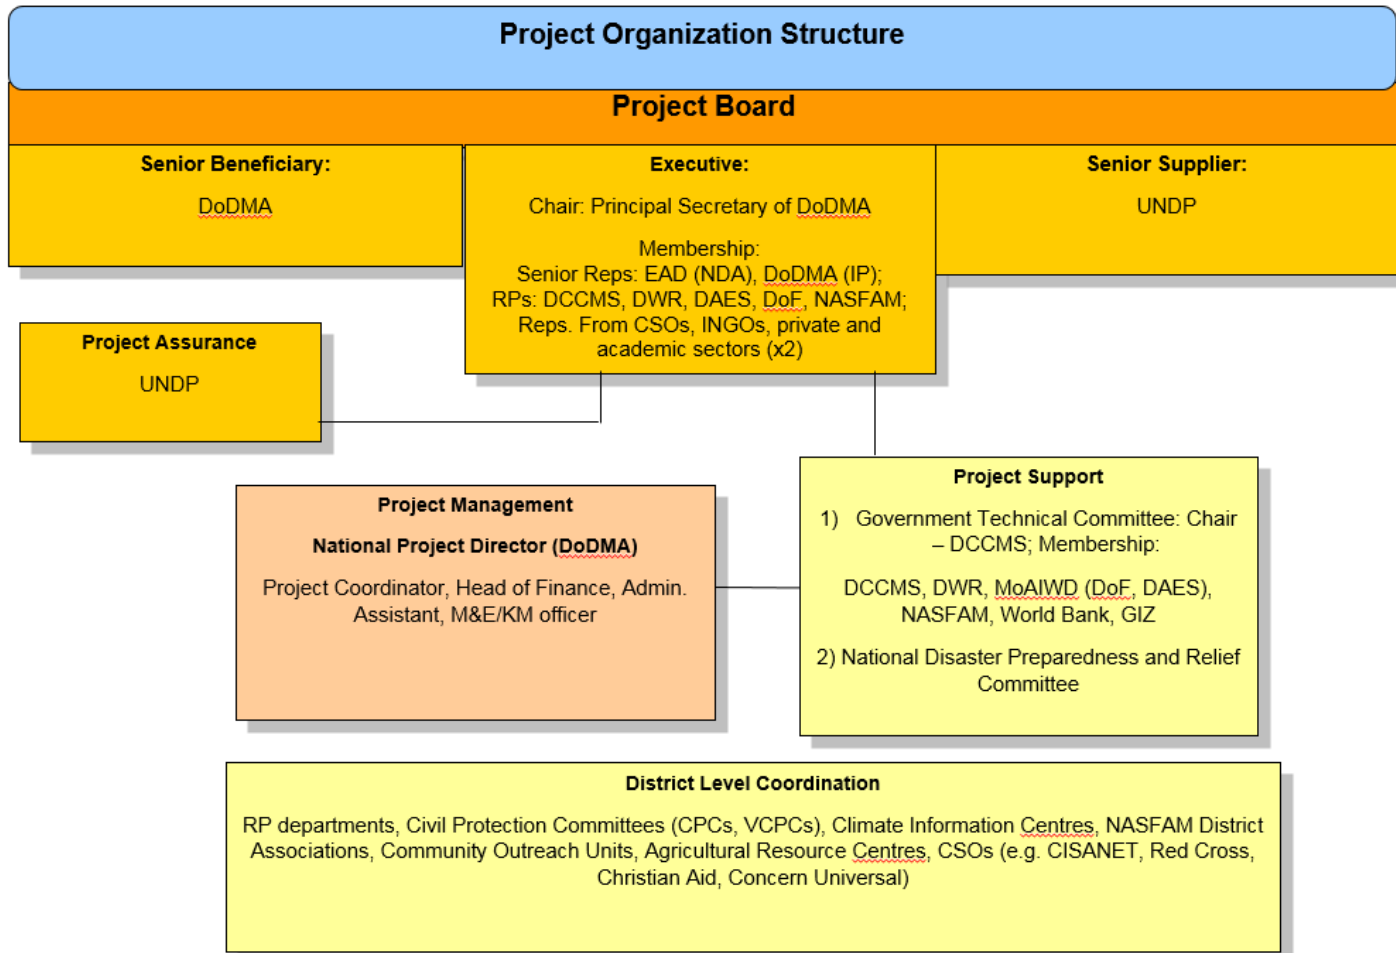 Project Organization Structure
Project Board
Senior Beneficiary:
DoDMA
Executive:
Chair: Principal Secretary of DoDMA
Membership:
Senior Reps: EAD (NDA), DoDMA (IP);
RPs: DCCMS, DWR, DAES, DoF, NASFAM;
Reps. From CSOs, INGOs, private and
academic sectors (x2)
Senior Supplier:
UNDP
Project Assurance
UNDP
Project Management
National Project Director (DoDMA)
Project Coordinator, Head of Finance, Admin.
Assistant, M&E/KM officer
Project Support
1) Government Technical Committee: Chair
– DCCMS; Membership:
DCCMS, DWR, MoAIWD (DoF, DAES),
NASFAM, World Bank, GIZ
2) National Disaster Preparedness and Relief
Committee
District Level Coordination
RP departments, Civil Protection Committees (CPCs, VCPCs), Climate Information Centres, NASFAM District
Associations, Community Outreach Units, Agricultural Resource Centres, CSOs (e.g. CISANET, Red Cross,
Christian Aid, Concern Universal)